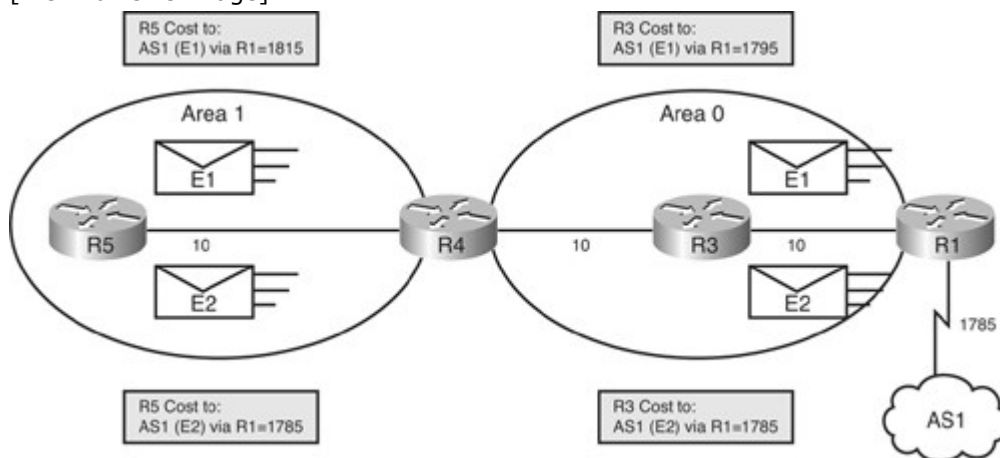 R5 Cost to:
AS1 (E1) via R1=1815
R3 Cost to:
AS1 (E1) via R1=1795
Area 1
Area 0
E1
E1
R5
10
R4
10
R3
10
R1
E2
E2
1785
R5 Cost to:
AS1 (E2) via R1=1785
R3 Cost to:
AS1 (E2) via R1=1785
AS1